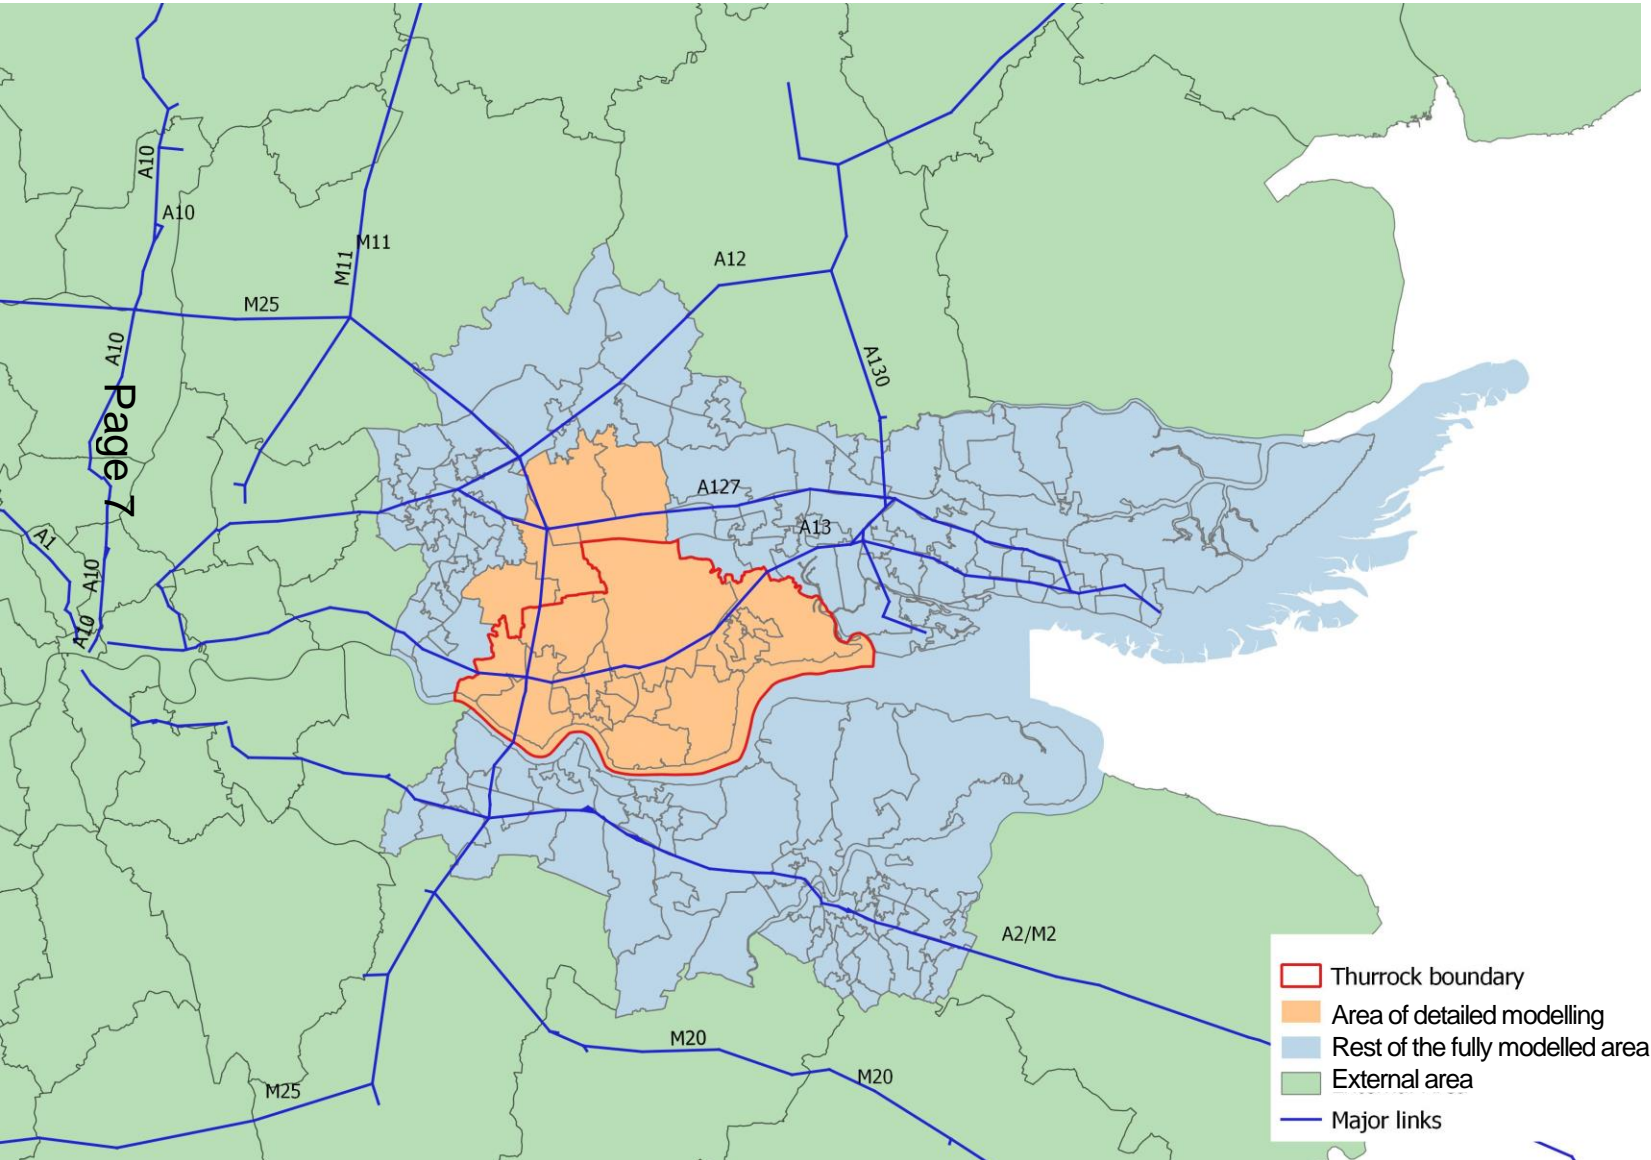 A10
A10
M11
M11
A12
M25
A10
A130
Page 7
A127
A13
A1
A10
A10
A2/M2
M20
M20
M25
Thurrock boundary
Area of detailed modelling
Rest of the fully modelled area
External area
Major links